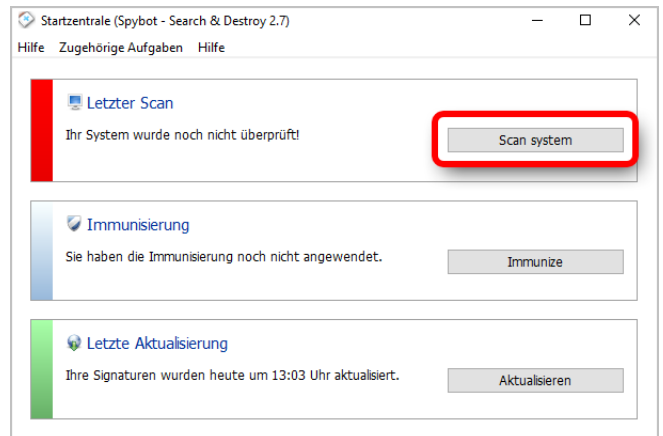 Startzentrale (Spybot - Search & Destroy 2.7)
Hilfe Zugehörige Aufgaben Hilfe
Letzter Scan
Ihr System wurde noch nicht überprüft!
Scan system
Immunisierung
Sie haben die Immunisierung noch nicht angewendet.
Immunize
Letzte Aktualisierung
Ihre Signaturen wurden heute um 13:03 Uhr aktualisiert.
Aktualisieren